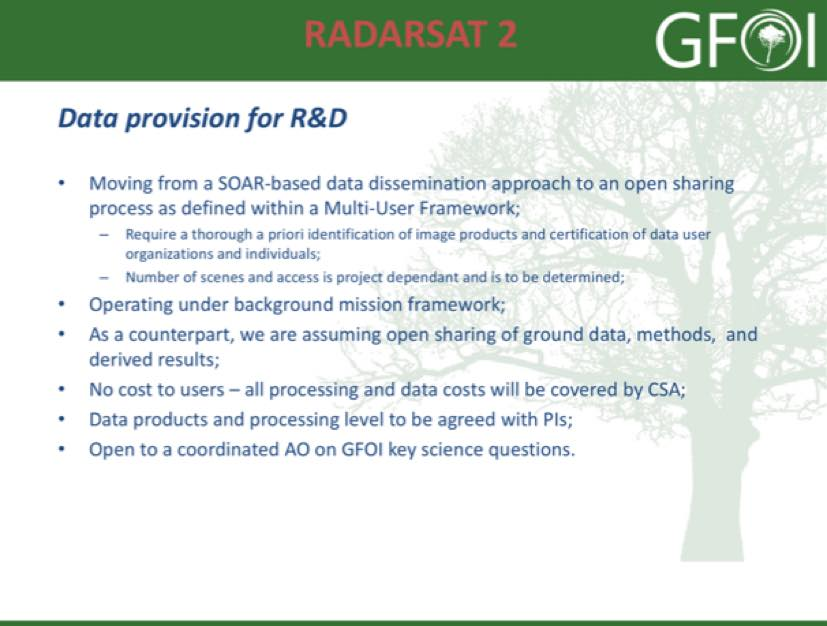 RADARSAT 2
GFOI
Data provision for R&D
• Moving from a SOAR-based data dissemination approach to an open sharing
process as defined within a Multi-User Framework;
– Require a thorough a priori identification of image products and certification of data user
organizations and individuals;
– Number of scenes and access is project dependant and is to be determined;
• Operating under background mission framework;
• As a counterpart, we are assuming open sharing of ground data, methods, and
derived results;
• No cost to users – all processing and data costs will be covered by CSA;
• Data products and processing level to be agreed with PIs;
• Open to a coordinated AO on GFOI key science questions.